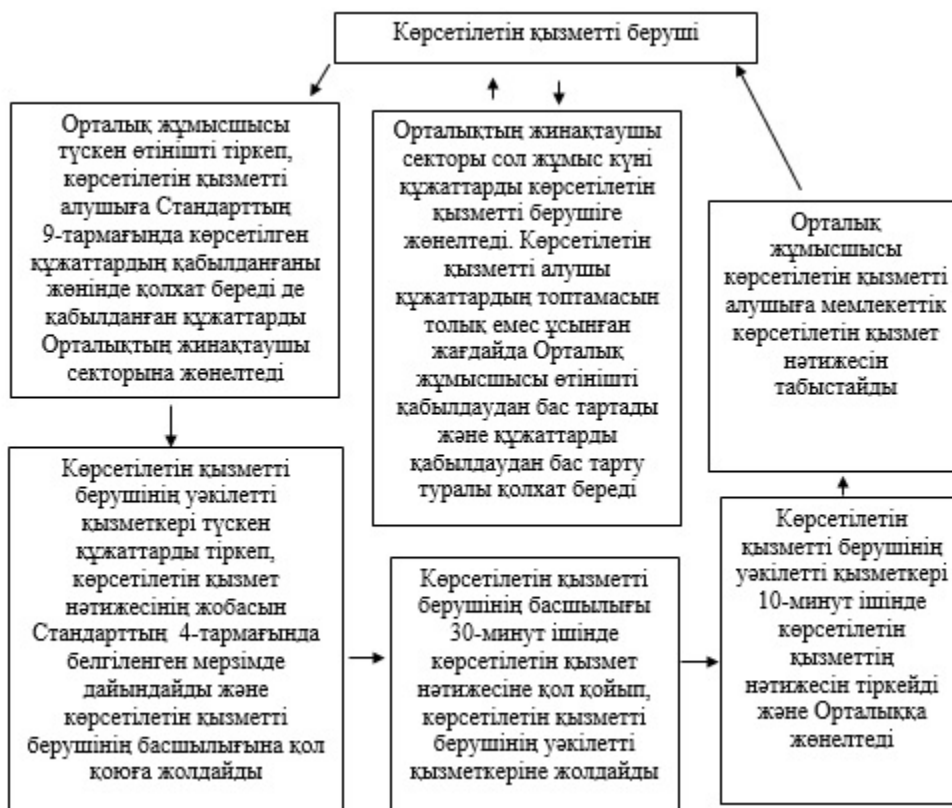 Көрсетілетін қызметті беруші
Орталық жұмысшысы
түскен өтінішті тіркеп,
көрсетілетін қызметті
алушыға Стандарттың
9-тармағында көрсетілген
құжаттардың қабылданғаны
жөнінде қолхат береді де
қабылданған құжаттарды
Орталықтың жинақтаушы
секторына жөнелтеді
Орталықтың жинақтаушы
секторы сол жұмыс күні
құжаттарды көрсетілетін
қызметті берушіге
жөнелтеді. Көрсетілетін
қызметті алушы
құжаттардың топтамасын
толық емес ұсынған
жағдайда Орталық
жұмысшысы өтінішті
қабылдаудан бас тартады
және құжаттарды
қабылдаудан бас тарту
туралы қолхат береді
Орталық
жұмысшысы
көрсетілетін қызметті
алушыға мемлекеттік
көрсетілетін қызмет
нәтижесін
табыстайды
Көрсетілетін қызметті
берушінің уәкілетті
қызметкері түскен
құжаттарды тіркеп,
көрсетілетін қызмет
нәтижесінің жобасын
Стандарттың 4-тармағында
белгіленген мерзімде
дайындайды және
көрсетілетін қызметті
берушінің басшылығына қол
қоюға жолдайды
Көрсетілетін қызметті
берушінің басшылығы
30-минут ішінде
көрсетілетін қызмет
нәтижесіне қол қойып,
көрсетілетін қызметті
берушінің уәкілетті
қызметкеріне жолдайды
Көрсетілетін
қызметті берушінің
уәкілетті қызметкері
10-минут ішінде
көрсетілетін
қызметтің
нәтижесін тіркейді
және Орталыққа
жөнелтеді